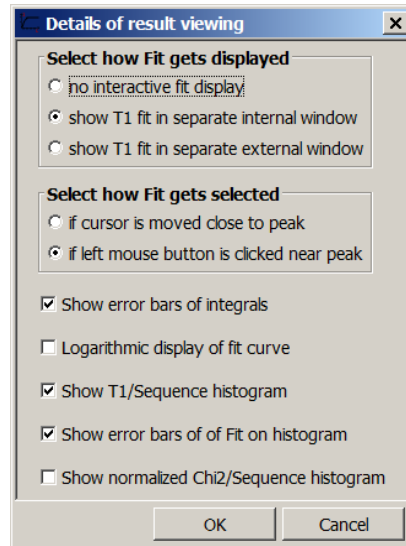 Details of result viewing
Select how Fit gets displayed
no interactive fit display
show T1 fit in separate internal window
show T1 fit in separate external window
Select how Fit gets selected
if cursor is moved close to peak
if left mouse button is clicked near peak
Show error bars of integrals
Logarithmic display of fit curve
Show T1/Sequence histogram
Show error bars of of Fit on histogram
Show normalized Chi2/Sequence histogram
OK Cancel